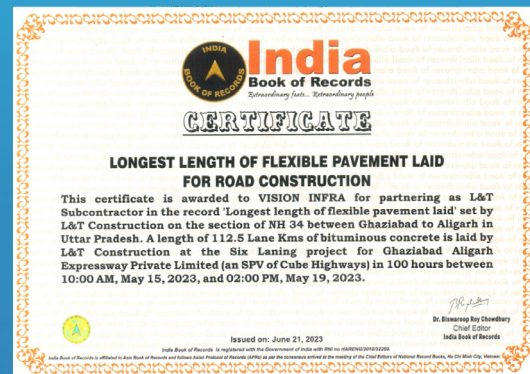 INDIA
BOOK OF RECORDS
India
Book of Records
Extraordinary feats... Extraordinary people
CERTIFICATE
LONGEST LENGTH OF FLEXIBLE PAVEMENT LAID
FOR ROAD CONSTRUCTION
This certificate is awarded to VISION INFRA for partnering as L&T
Subcontractor in the record 'Longest length of flexible pavement laid' set by
L&T Construction on the section of NH 34 between Ghaziabad to Aligarh in
Uttar Pradesh. A length of 112.5 Lane Kms of bituminous concrete is laid by
L&T Construction at the Six Laning project for Ghaziabad Aligarh
Expressway Private Limited (an SPV of Cube Highways) in 100 hours between
10:00 AM, May 15, 2023, and 02:00 PM, May 19, 2023.
Dr. Biswaroop Roy Chowdhury
Chief Editor
India Book of Records
Issued on: June 21, 2023
India Book of Records is registered with the Government of India with RNI no HARENG/2010/32259.
India Book of Records is affiliated to Asia Book of Records and follows Asian Protocol of Records (APRs) as per the consensus arrived at the meeting of the Chief Editors of National Record Books, Ho Chi Minh City, Vietnam.